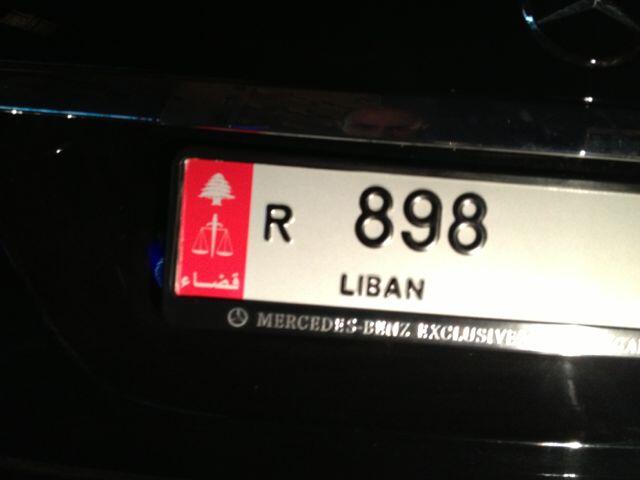 R 898
LIBAN
قضاء
MERCEDES-BENZ EXCLUSIVE